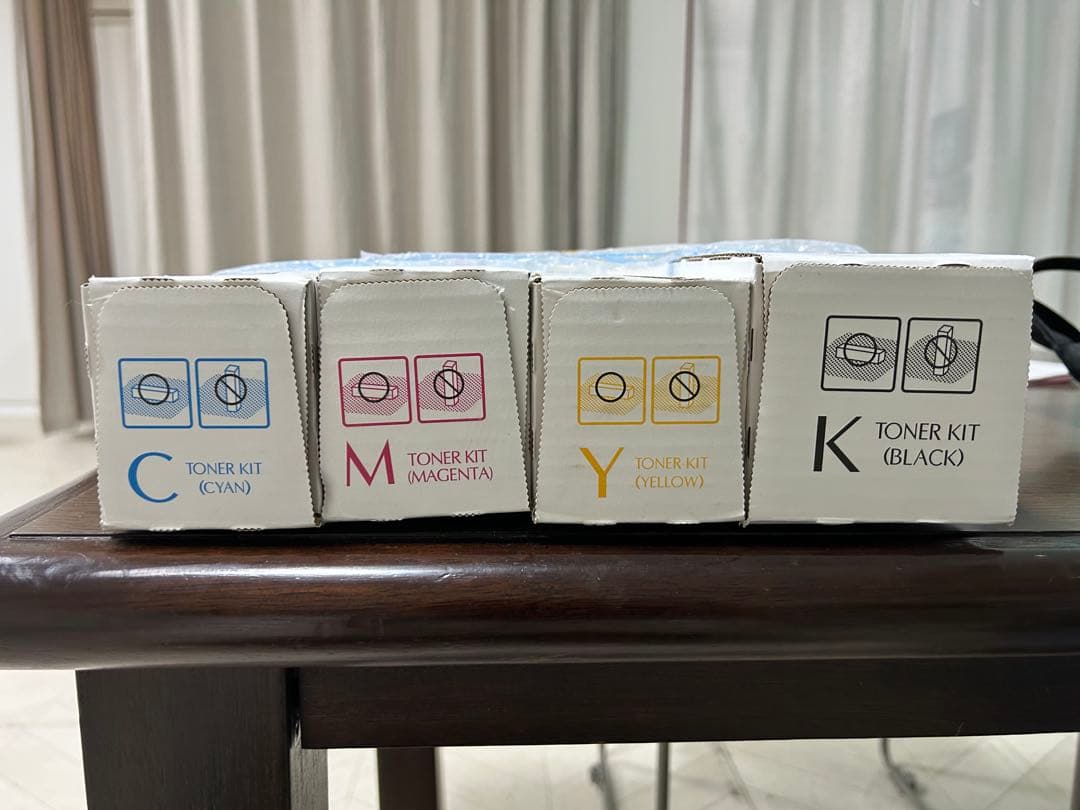 C TONER KIT
(CYAN)
M TONER KIT
(MAGENTA)
Y TONER KIT
(YELLOW)
K TONER KIT
(BLACK)